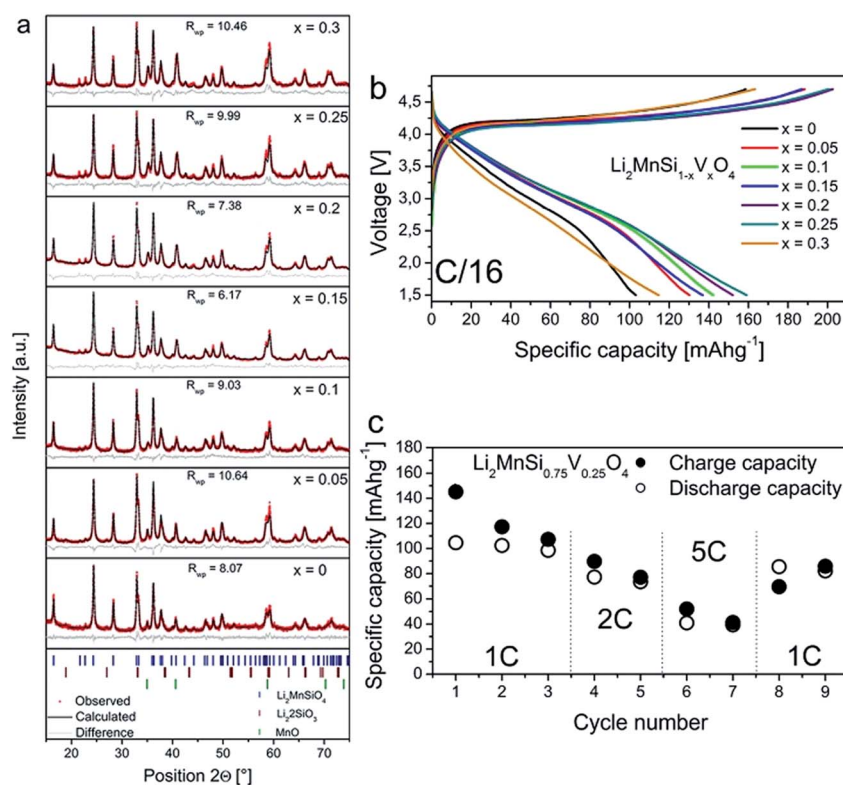 a
R_wp = 10.46
x = 0.3
R_wp = 9.99
x = 0.25
R_wp = 7.38
x = 0.2
R_wp = 6.17
x = 0.15
R_wp = 9.03
x = 0.1
R_wp = 10.64
x = 0.05
R_wp = 8.07
x = 0
Intensity [a.u.]
Observed
Calculated
Difference
Li₂MnSiO₄
Li₂2SiO₃
MnO
20 30 40 50 60 70
Position 2Θ [°]
b
4,5
4,0
3,5
3,0
2,5
2,0
1,5
Voltage [V]
x = 0
x = 0.05
x = 0.1
x = 0.15
x = 0.2
x = 0.25
x = 0.3
Li₂MnSi₁₋ₓVₓO₄
C/16
0 20 40 60 80 100 120 140 160 180 200
Specific capacity [mAhg⁻¹]
c
180
160
140
120
100
80
60
40
20
0
Specific capacity [mAhg⁻¹]
Li₂MnSi₀.₇₅V₀.₂₅O₄
Charge capacity
Discharge capacity
1C
2C
5C
1C
1 2 3 4 5 6 7 8 9
Cycle number